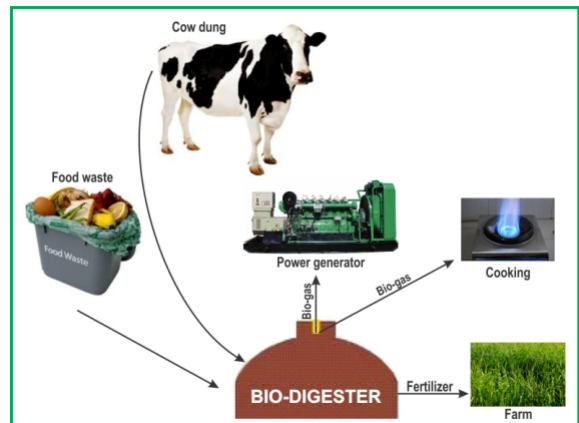 Cow dung
Food waste
Food Waste
Power generator
Cooking
Bio-gas
Bio-gas
BIO-DIGESTER
Fertilizer
Farm